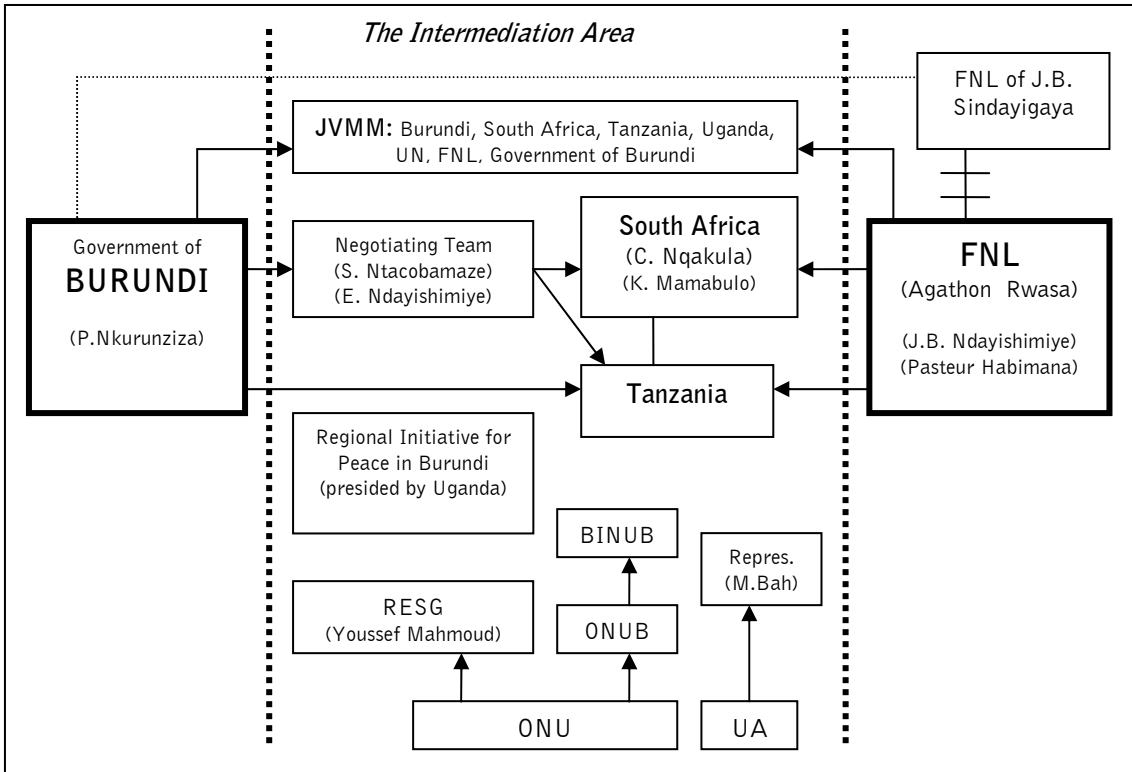 The Intermediation Area
FNL of J.B.
Sindayigaya
JVMM: Burundi, South Africa, Tanzania, Uganda,
UN, FNL, Government of Burundi
Government of
BURUNDI
(P.Nkurunziza)
Negotiating Team
(S. Ntacobamaze)
(E. Ndayishimiye)
South Africa
(C. Nqakula)
(K. Mamabulo)
FNL
(Agathon Rwasa)
(J.B. Ndayishimiye)
(Pasteur Habimana)
Tanzania
Regional Initiative for
Peace in Burundi
(presided by Uganda)
BINUB
Repres.
(M.Bah)
RESG
(Youssef Mahmoud)
ONUB
ONU
UA